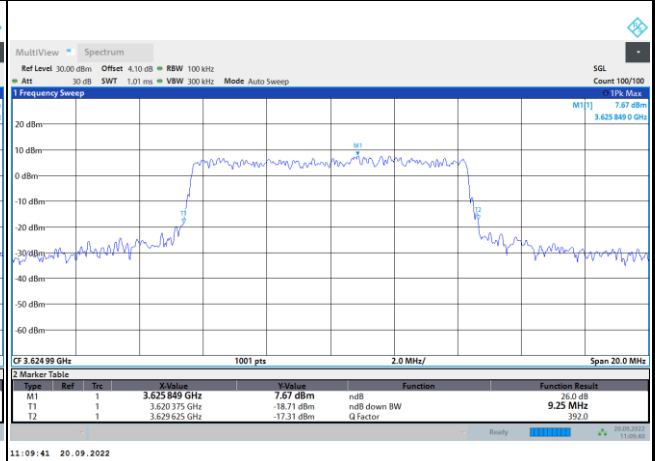 MultiView Spectrum
Ref Level 30.00 dBm Offset 4.10 dB RBW 100 kHz SGL
Att 30 dB SWT 1.01 ms VBW 300 kHz Mode Auto Sweep Count 100/100
1 Frequency Sweep 1Pk Max
M1[1] 7.67 dBm
3.625 849 0 GHz
20 dBm
M1
10 dBm
0 dBm
-10 dBm
T1 T2
-20 dBm
-30 dBm
-40 dBm
-50 dBm
-60 dBm
CF 3.624 99 GHz 1001 pts 2.0 MHz/ Span 20.0 MHz
2 Marker Table
Type Ref Trc X-Value Y-Value Function Function Result
M1 1 3.625 849 GHz 7.67 dBm ndB 26.0 dB
T1 1 3.620 375 GHz -18.71 dBm ndB down BW 9.25 MHz
T2 1 3.629 625 GHz -17.31 dBm Q Factor 392.0
Ready 20.09.2022
11:09:41 20.09.2022